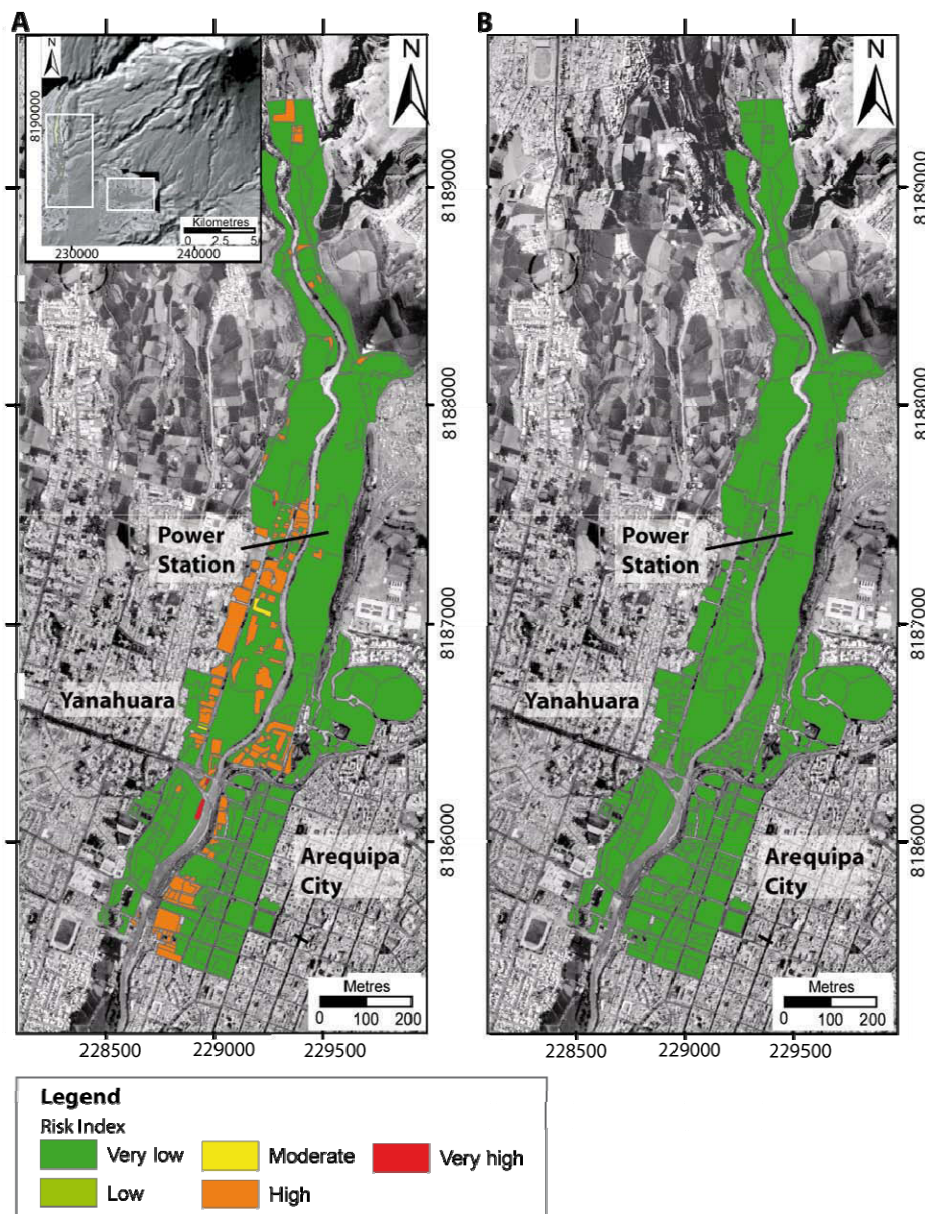 A
B
N
N
N
8190000
Kilometres
0 2.5 5
230000
240000
8189000
8189000
8188000
8188000
Power
Station
Power
Station
8187000
8187000
Yanahuara
Yanahuara
8186000
8186000
Arequipa
City
Arequipa
City
Metres
0 100 200
Metres
0 100 200
228500
229000
229500
228500
229000
229500
Legend
Risk Index
Very low
Moderate
Very high
Low
High